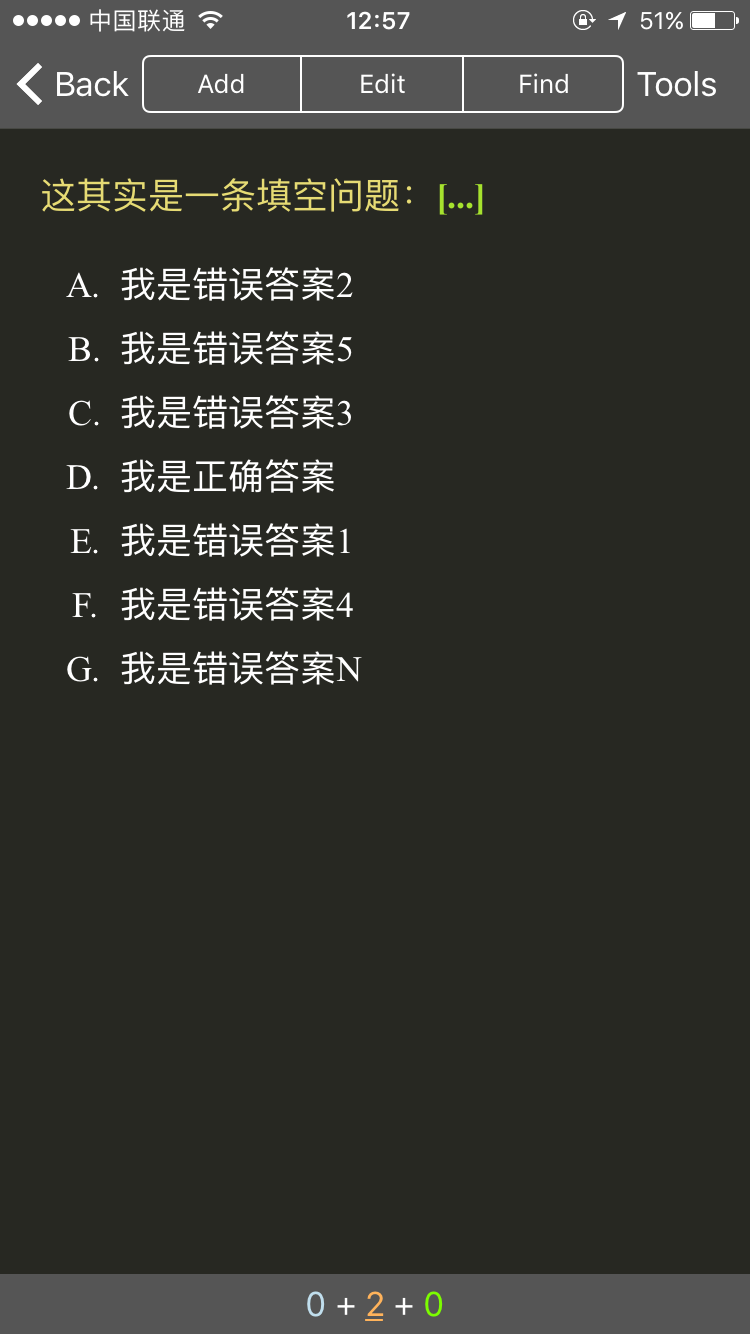 中国联通 12:57 51%
Back Add Edit Find Tools
这其实是一条填空问题：[...]
A. 我是错误答案2
B. 我是错误答案5
C. 我是错误答案3
D. 我是正确答案
E. 我是错误答案1
F. 我是错误答案4
G. 我是错误答案N
0 + 2 + 0